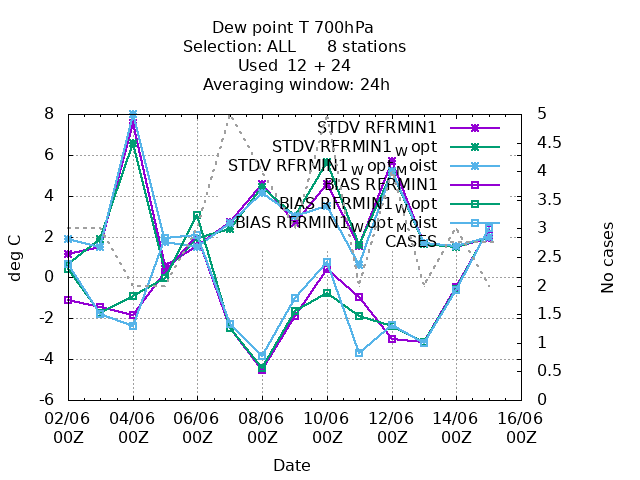 Dew point T 700hPa
Selection: ALL      8 stations
Used  12 + 24
Averaging window: 24h
8
6
4
2
0
-2
-4
-6
deg C
5
4.5
4
3.5
3
2.5
2
1.5
1
0.5
0
No cases
STDV RFRMIN1
STDV RFRMIN1_W opt
STDV RFRMIN1_W opt_M oist
BIAS RFRMIN1
BIAS RFRMIN1_W opt
BIAS RFRMIN1_W opt_M oist
CASES
02/06 04/06 06/06 08/06 10/06 12/06 14/06 16/06
00Z 00Z 00Z 00Z 00Z 00Z 00Z 00Z
Date